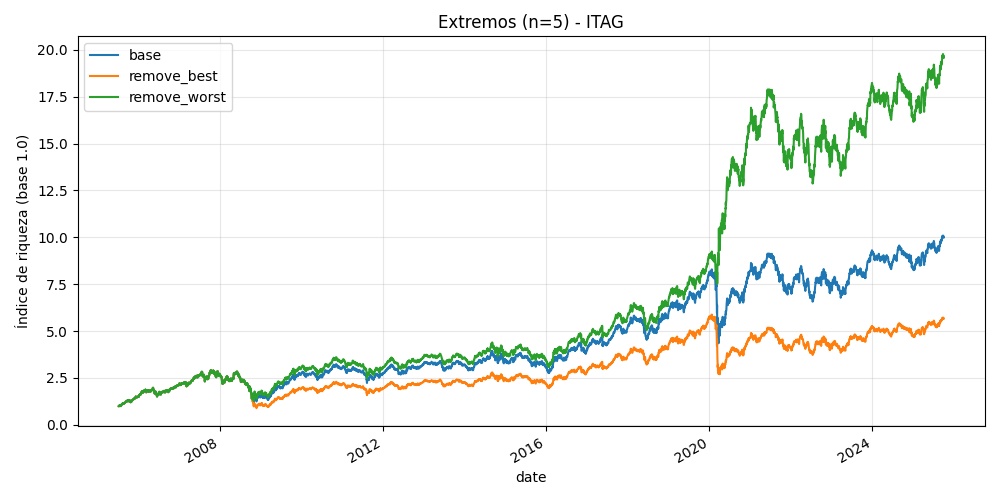 Extremos (n=5) - ITAG
base
remove_best
remove_worst
Índice de riqueza (base 1.0)
20.0
17.5
15.0
12.5
10.0
7.5
5.0
2.5
0.0
2008
2012
2016
2020
2024
date